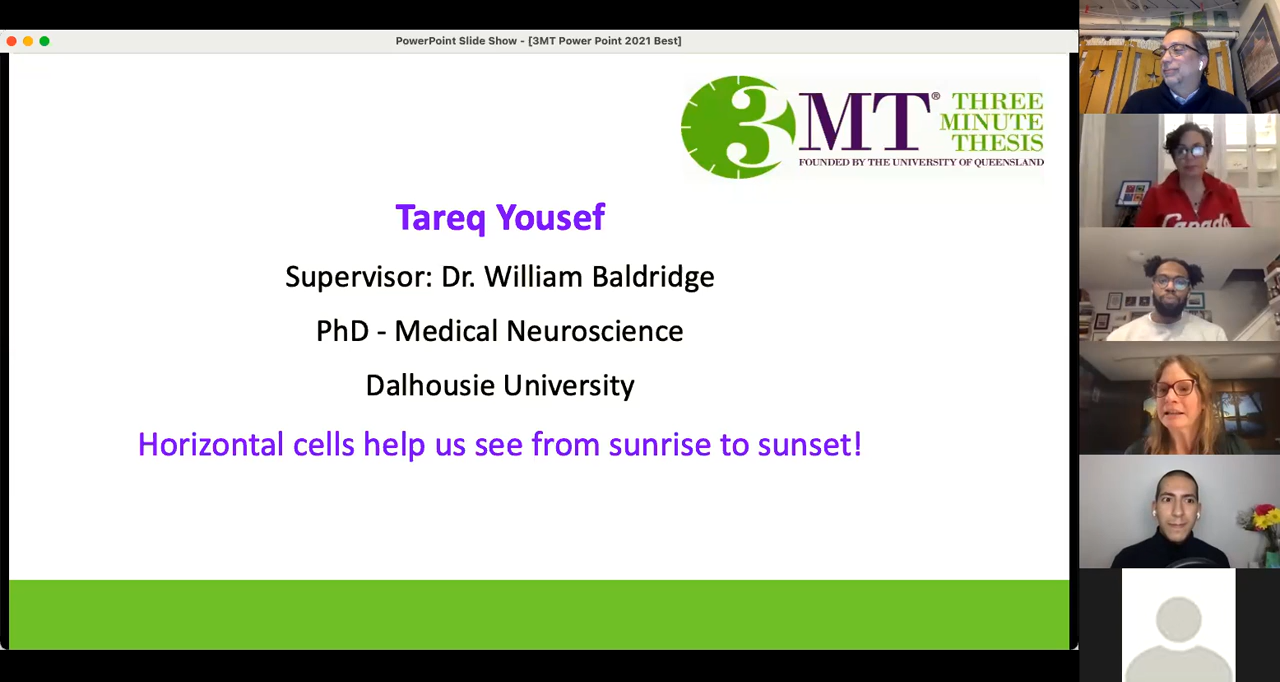 PowerPoint Slide Show - [3MT Power Point 2021 Best]
3MT® THREE
MINUTE
THESIS
FOUNDED BY THE UNIVERSITY OF QUEENSLAND
Tareq Yousef
Supervisor: Dr. William Baldridge
PhD - Medical Neuroscience
Dalhousie University
Horizontal cells help us see from sunrise to sunset!
Canada